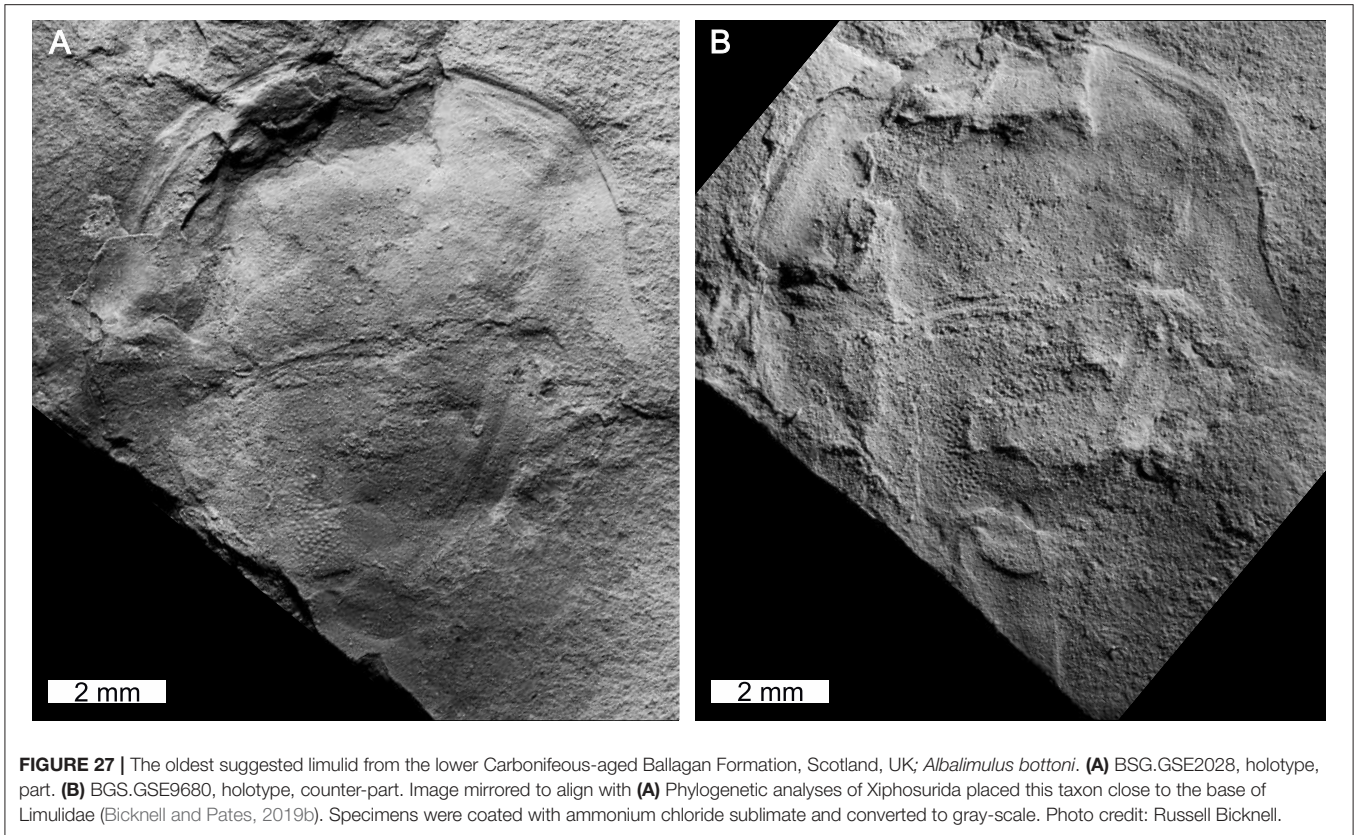 A
B
2 mm
2 mm
FIGURE 27 | The oldest suggested limulid from the lower Carbonifeous-aged Ballagan Formation, Scotland, UK; Albalimulus bottoni. (A) BSG.GSE2028, holotype,
part. (B) BGS.GSE9680, holotype, counter-part. Image mirrored to align with (A) Phylogenetic analyses of Xiphosurida placed this taxon close to the base of
Limulidae (Bicknell and Pates, 2019b). Specimens were coated with ammonium chloride sublimate and converted to gray-scale. Photo credit: Russell Bicknell.